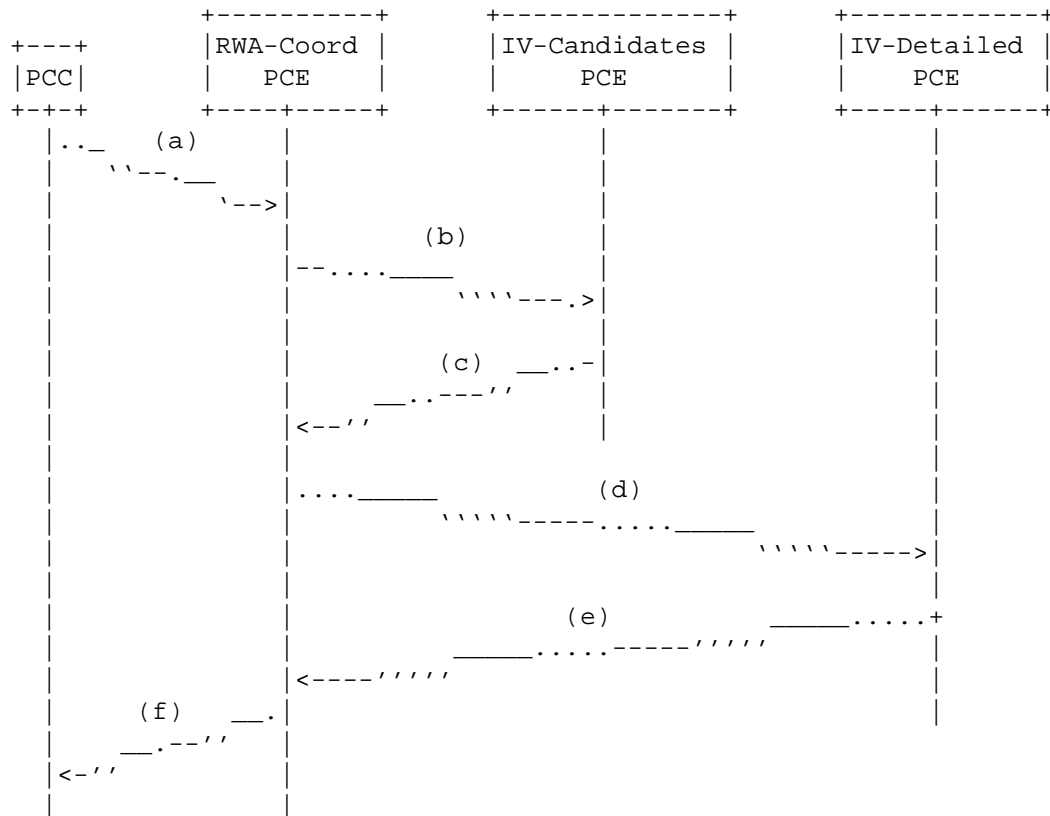 RWA-Coord IV-Candidates IV-Detailed
PCC PCE PCE PCE
(a)
(b)
(c)
(d)
(e)
(f)